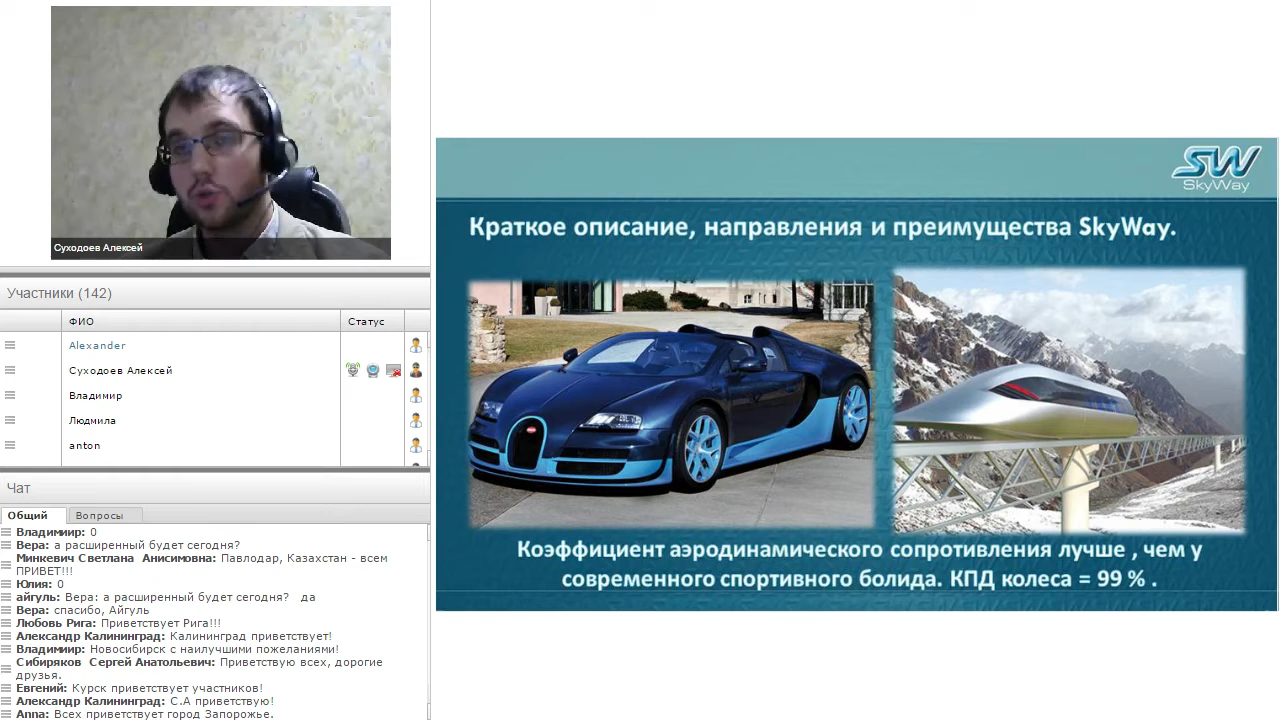 Суходоев Алексей
Участники (142)
ФИО
Статус
Alexander
Суходоев Алексей
Владимир
Людмила
anton
Чат
Общий
Вопросы
Владимиир: 0
Вера: а расширенный будет сегодня?
Минкевич Светлана Анисимовна: Павлодар, Казахстан - всем
ПРИВЕТ!!!
Юлия: 0
айгуль: Вера: а расширенный будет сегодня? да
Вера: спасибо, Айгуль
Любовь Рига: Приветствует Рига!!!
Александр Калининград: Калининград приветствует!
Владимиир: Новосибирск с наилучшими пожеланиями!
Сибиряков Сергей Анатольевич: Приветствую всех, дорогие
друзья.
Евгений: Курск приветствует участников!
Александр Калининград: С.А приветствую!
Anna: Всех приветствует город Запорожье.
SW
SkyWay
Краткое описание, направления и преимущества SkyWay.
Коэффициент аэродинамического сопротивления лучше , чем у
современного спортивного болида. КПД колеса = 99 % .